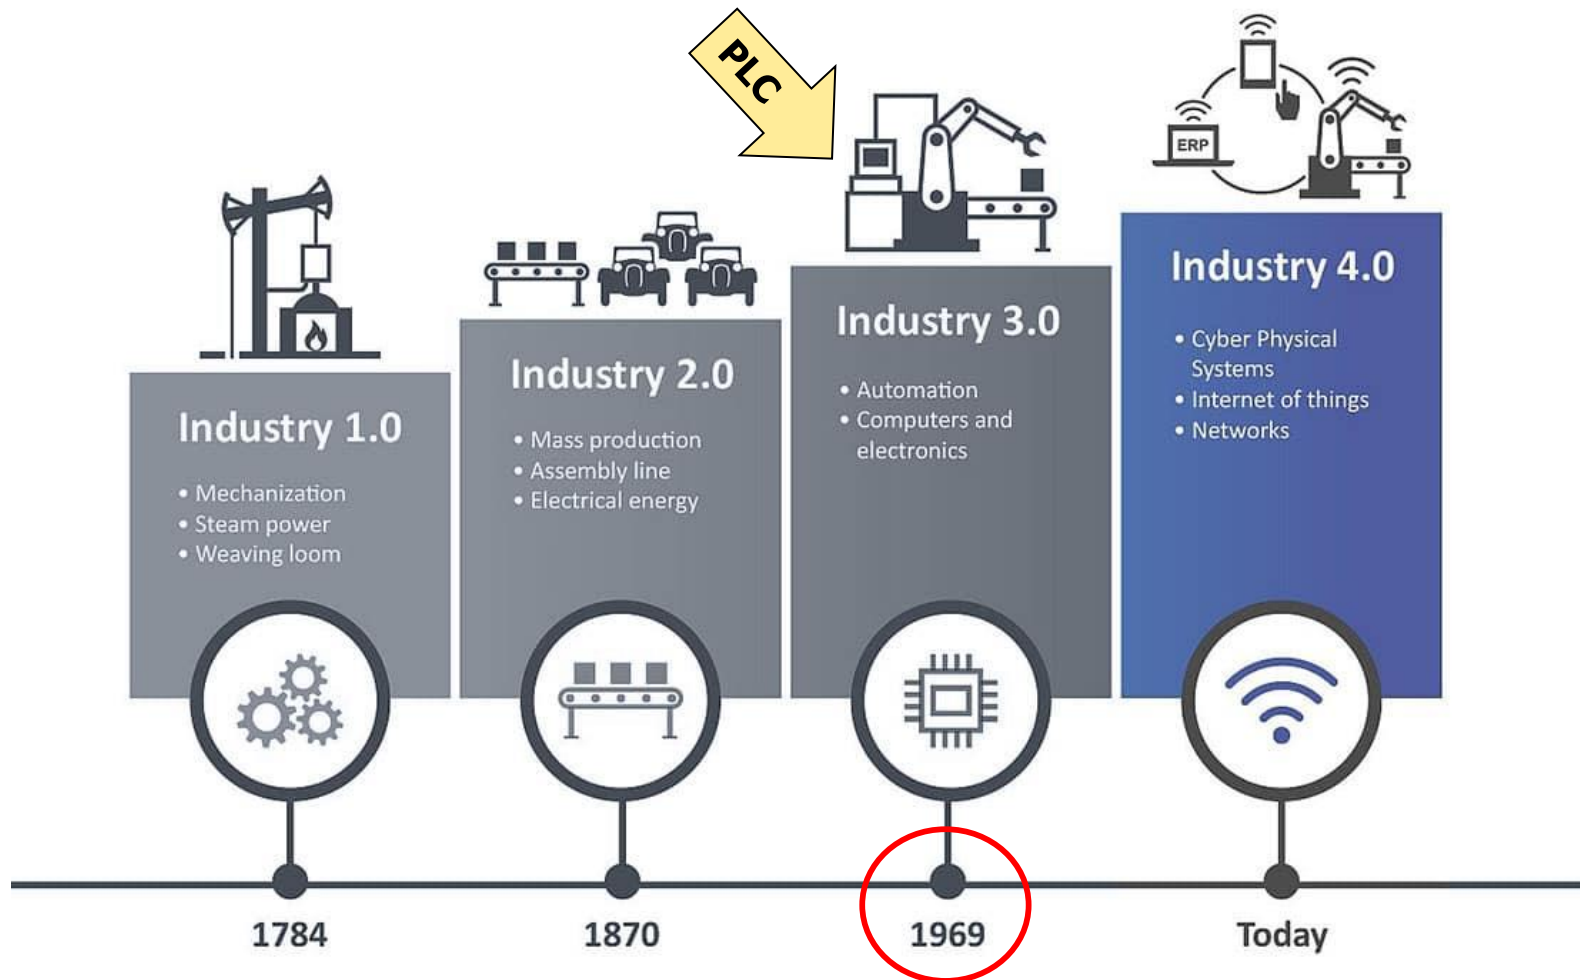 PLC
ERP
Industry 1.0
• Mechanization
• Steam power
• Weaving loom
Industry 2.0
• Mass production
• Assembly line
• Electrical energy
Industry 3.0
• Automation
• Computers and
electronics
Industry 4.0
• Cyber Physical
Systems
• Internet of things
• Networks
1784
1870
1969
Today